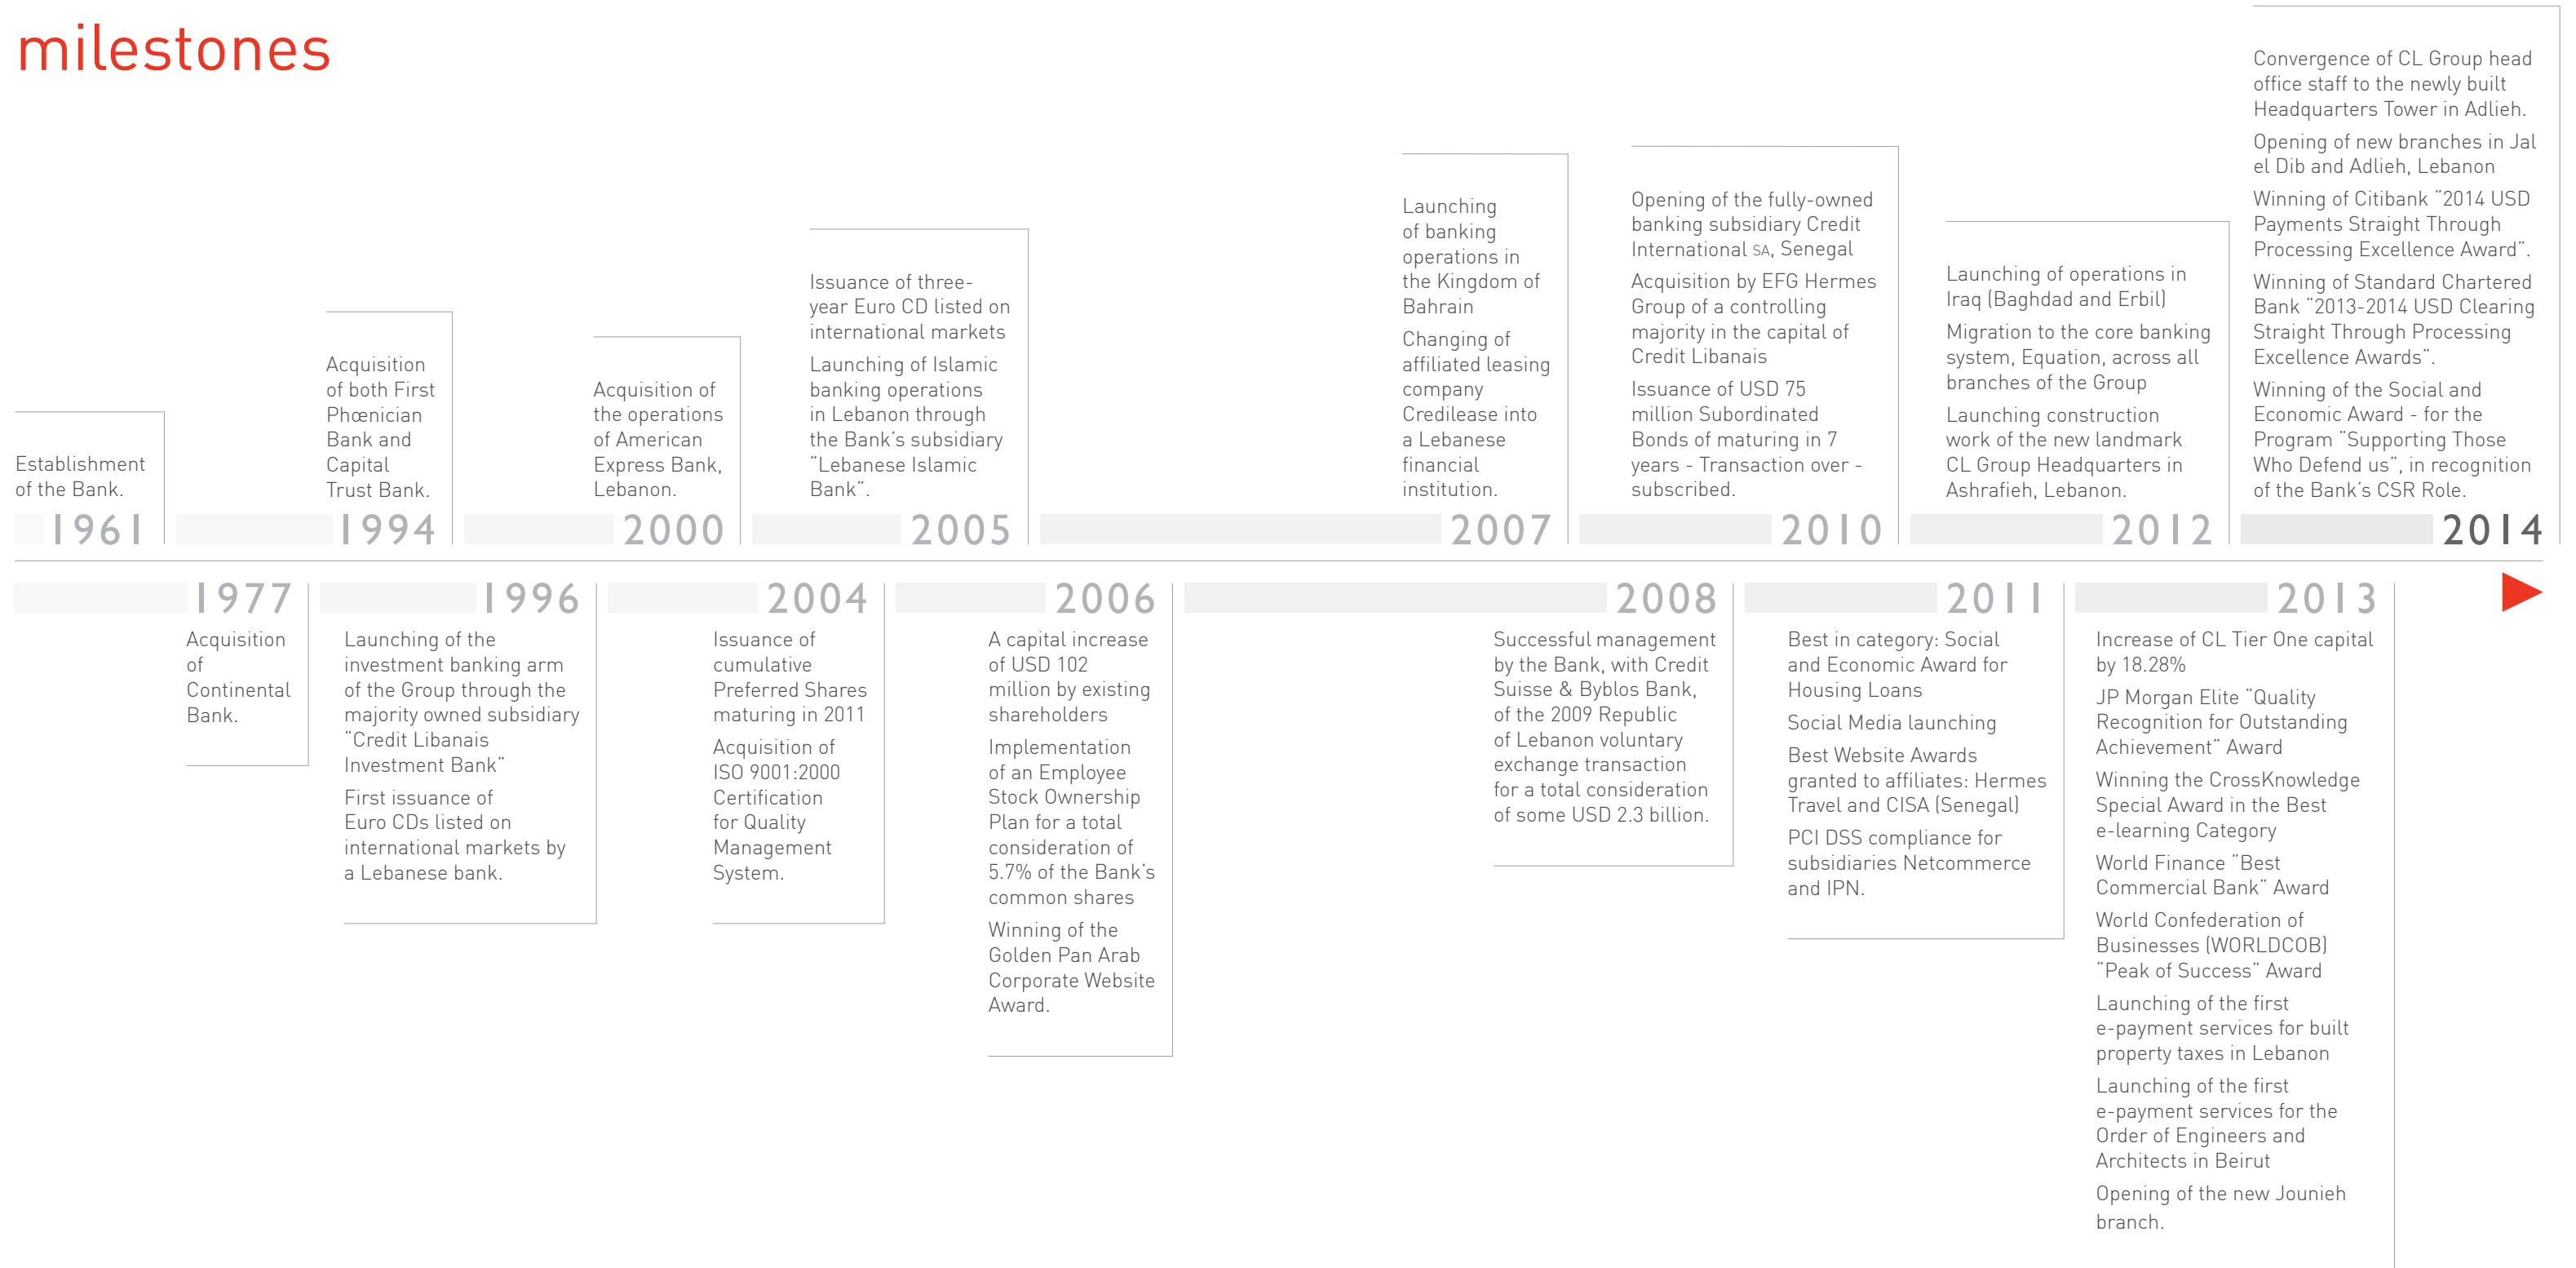 milestones
Establishment
of the Bank.
1961
Acquisition
of both First
Phœnician
Bank and
Capital
Trust Bank.
1994
Acquisition of
the operations
of American
Express Bank,
Lebanon.
2000
Issuance of three-
year Euro CD listed on
international markets
Launching of Islamic
banking operations
in Lebanon through
the Bank's subsidiary
"Lebanese Islamic
Bank".
2005
Launching
of banking
operations in
the Kingdom of
Bahrain
Changing of
affiliated leasing
company
Credilease into
a Lebanese
financial
institution.
2007
Opening of the fully-owned
banking subsidiary Credit
International SA, Senegal
Acquisition by EFG Hermes
Group of a controlling
majority in the capital of
Credit Libanais
Issuance of USD 75
million Subordinated
Bonds of maturing in 7
years - Transaction over -
subscribed.
2010
Launching of operations in
Iraq (Baghdad and Erbil)
Migration to the core banking
system, Equation, across all
branches of the Group
Launching construction
work of the new landmark
CL Group Headquarters in
Ashrafieh, Lebanon.
2012
Convergence of CL Group head
office staff to the newly built
Headquarters Tower in Adlieh.
Opening of new branches in Jal
el Dib and Adlieh, Lebanon
Winning of Citibank "2014 USD
Payments Straight Through
Processing Excellence Award".
Winning of Standard Chartered
Bank "2013-2014 USD Clearing
Straight Through Processing
Excellence Awards".
Winning of the Social and
Economic Award - for the
Program "Supporting Those
Who Defend us", in recognition
of the Bank's CSR Role.
2014
1977
Acquisition
of
Continental
Bank.
1996
Launching of the
investment banking arm
of the Group through the
majority owned subsidiary
"Credit Libanais
Investment Bank"
First issuance of
Euro CDs listed on
international markets by
a Lebanese bank.
2004
Issuance of
cumulative
Preferred Shares
maturing in 2011
Acquisition of
ISO 9001:2000
Certification
for Quality
Management
System.
2006
A capital increase
of USD 102
million by existing
shareholders
Implementation
of an Employee
Stock Ownership
Plan for a total
consideration of
5.7% of the Bank's
common shares
Winning of the
Golden Pan Arab
Corporate Website
Award.
2008
Successful management
by the Bank, with Credit
Suisse & Byblos Bank,
of the 2009 Republic
of Lebanon voluntary
exchange transaction
for a total consideration
of some USD 2.3 billion.
2011
Best in category: Social
and Economic Award for
Housing Loans
Social Media launching
Best Website Awards
granted to affiliates: Hermes
Travel and CISA (Senegal)
PCI DSS compliance for
subsidiaries Netcommerce
and IPN.
2013
Increase of CL Tier One capital
by 18.28%
JP Morgan Elite "Quality
Recognition for Outstanding
Achievement" Award
Winning the CrossKnowledge
Special Award in the Best
e-learning Category
World Finance "Best
Commercial Bank" Award
World Confederation of
Businesses (WORLDCOB)
"Peak of Success" Award
Launching of the first
e-payment services for built
property taxes in Lebanon
Launching of the first
e-payment services for the
Order of Engineers and
Architects in Beirut
Opening of the new Jounieh
branch.